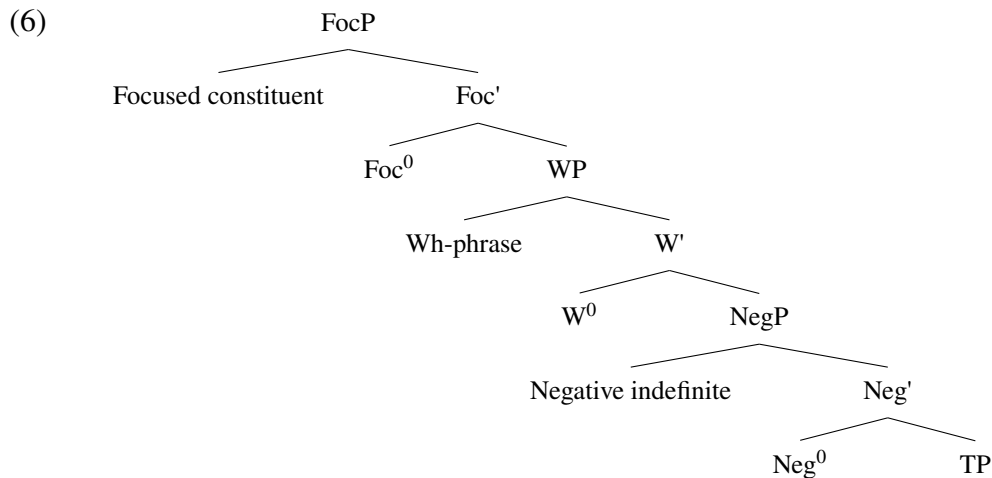 (6) FocP
Focused constituent Foc'
Foc⁰ WP
Wh-phrase W'
W⁰ NegP
Negative indefinite Neg'
Neg⁰ TP